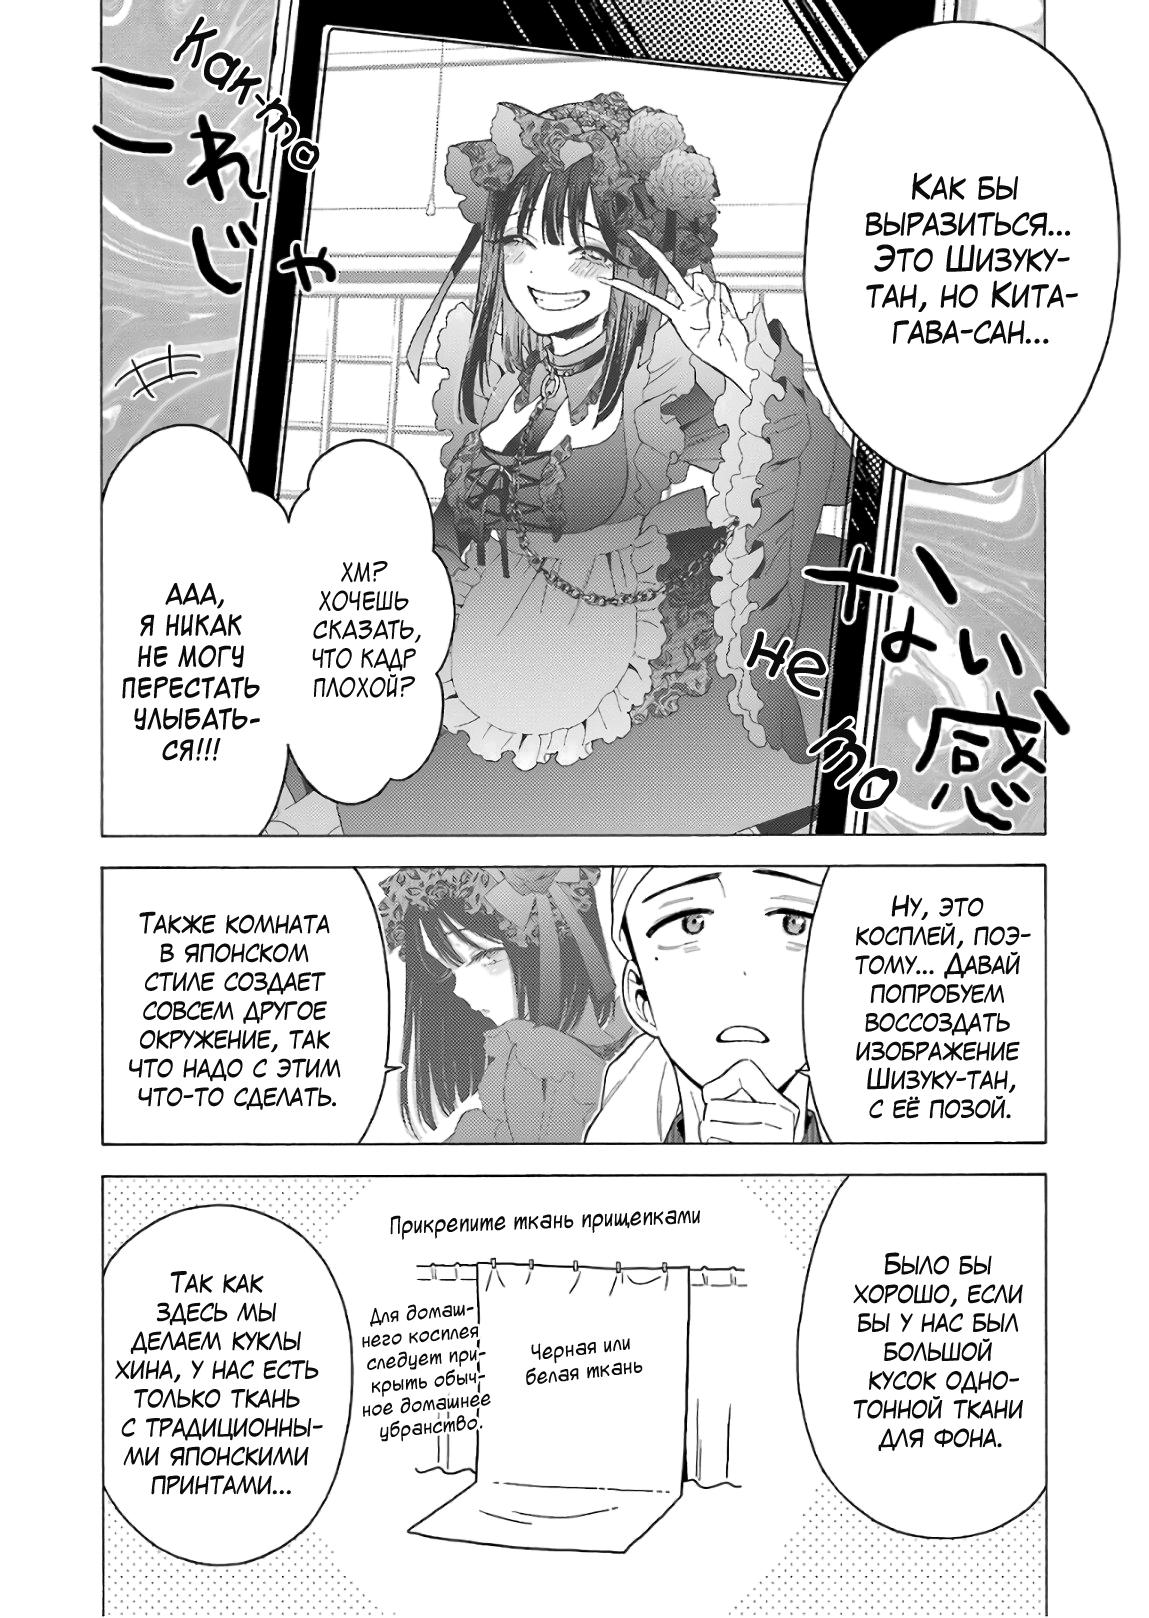 Как бы
выразиться...
Это Шизуку-
тан, но Кита-
гава-сан...
как-то
これじゃ
хм?
хочешь
сказать,
что кадр
плохой?
ааа,
я никак
не могу
перестать
улыбать-
ся!!!
ない感
не то
Ну, это
косплей, поэ-
тому... Давай
попробуем
воссоздать
изображение
Шизуку-тан,
с её позой.
Также комната
в японском
стиле создает
совсем другое
окружение, так
что надо с этим
что-то сделать.
Было бы
хорошо, если
бы у нас был
большой
кусок одно-
тонной ткани
для фона.
Прикрепите ткань прищепками
Черная или
белая ткань
Для домаш-
него косплея
следует при-
крыть обыч-
ное домашнее
убранство.
Так как
здесь мы
делаем куклы
хина, у нас есть
только ткань
с традиционны-
ми японскими
принтами...